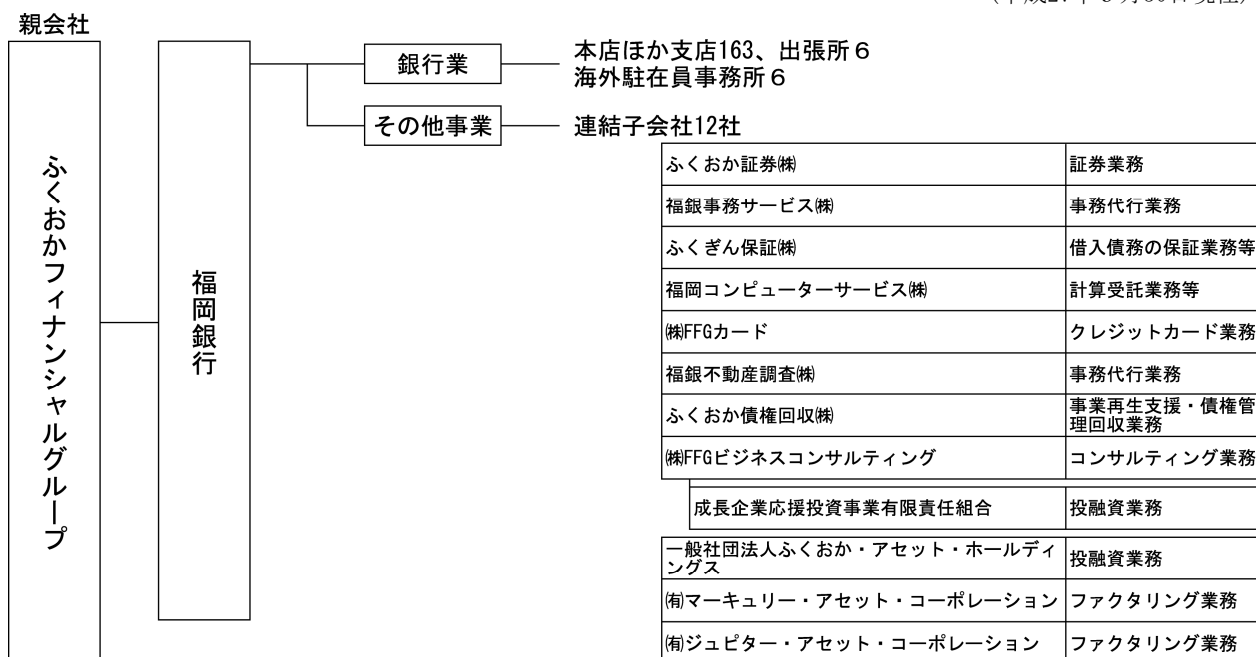 親会社
ふくおかフィナンシャルグループ
福岡銀行
銀行業
本店ほか支店163、出張所６
海外駐在員事務所６
その他事業
連結子会社12社
ふくおか証券㈱ 証券業務
福銀事務サービス㈱ 事務代行業務
ふくぎん保証㈱ 借入債務の保証業務等
福岡コンピューターサービス㈱ 計算受託業務等
㈱FFGカード クレジットカード業務
福銀不動産調査㈱ 事務代行業務
ふくおか債権回収㈱ 事業再生支援・債権管
理回収業務
㈱FFGビジネスコンサルティング コンサルティング業務
成長企業応援投資事業有限責任組合 投融資業務
一般社団法人ふくおか・アセット・ホールディ
ングス 投融資業務
㈲マーキュリー・アセット・コーポレーション ファクタリング業務
㈲ジュピター・アセット・コーポレーション ファクタリング業務